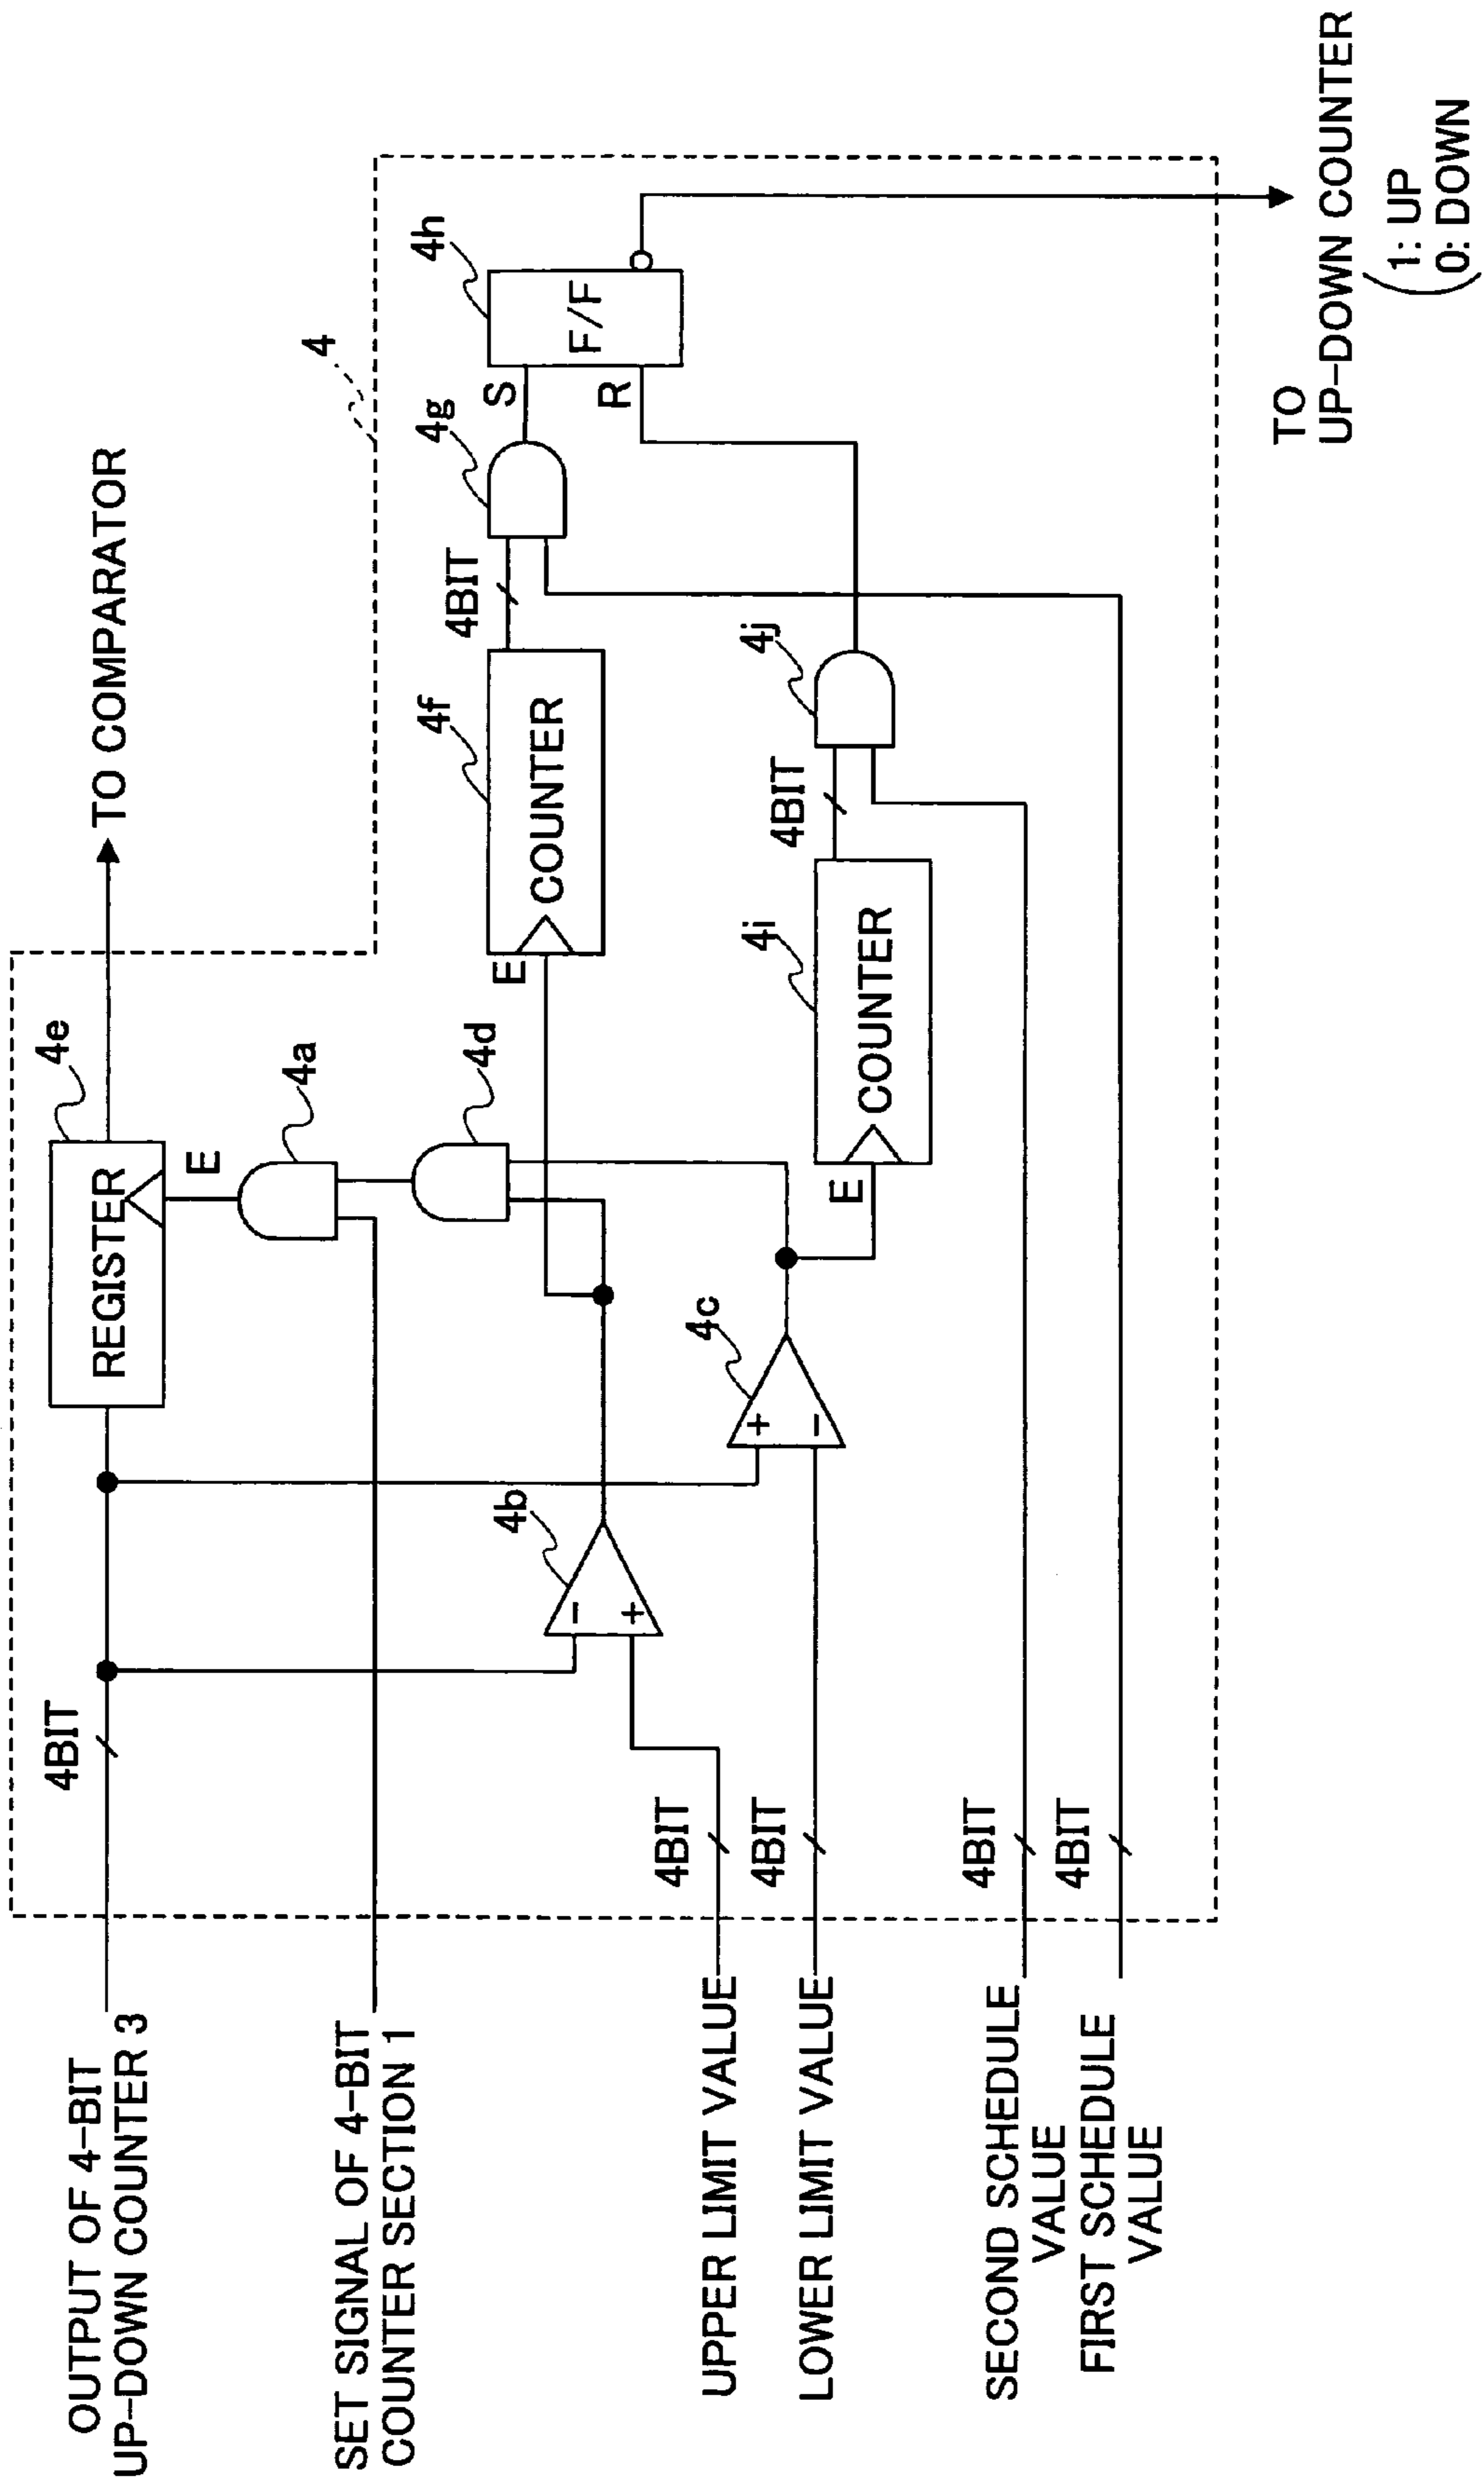 OUTPUT OF 4-BIT
UP-DOWN COUNTER 3
4BIT
REGISTER
4e
TO COMPARATOR
SET SIGNAL OF 4-BIT
COUNTER SECTION 1
E
4a
4
4d
4b
-
+
E
4f
COUNTER
4BIT
4g
S
4h
F/F
R
UPPER LIMIT VALUE
4BIT
LOWER LIMIT VALUE
4BIT
4c
+
-
E
4i
COUNTER
4BIT
4j
SECOND SCHEDULE
VALUE
4BIT
FIRST SCHEDULE
VALUE
4BIT
TO
UP-DOWN COUNTER
(1: UP
0: DOWN)